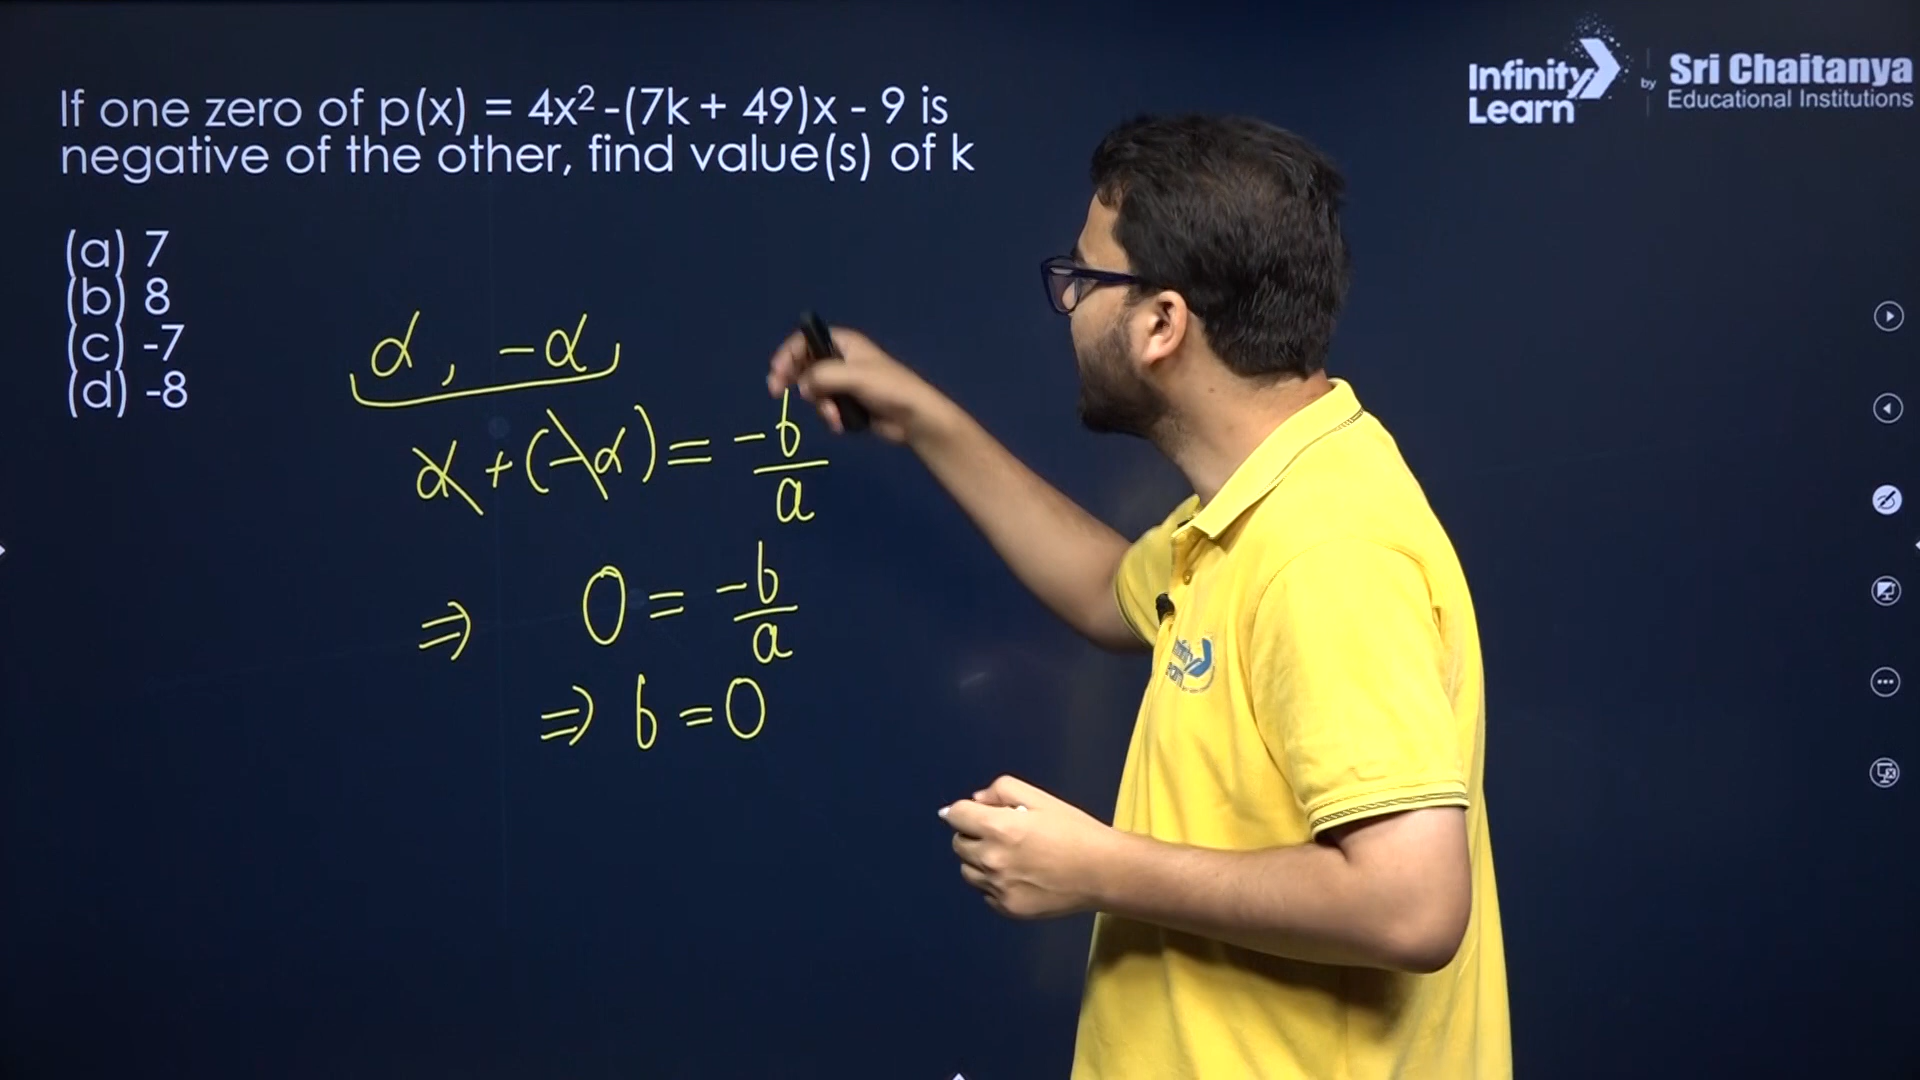 If one zero of p(x) = 4x² -(7k + 49)x - 9 is
negative of the other, find value(s) of k
(a) 7
(b) 8
(c) -7
(d) -8
α, -α
α + (-α) = -b/a
⇒ 0 = -b/a
⇒ b = 0
Infinity Learn by Sri Chaitanya
Educational Institutions